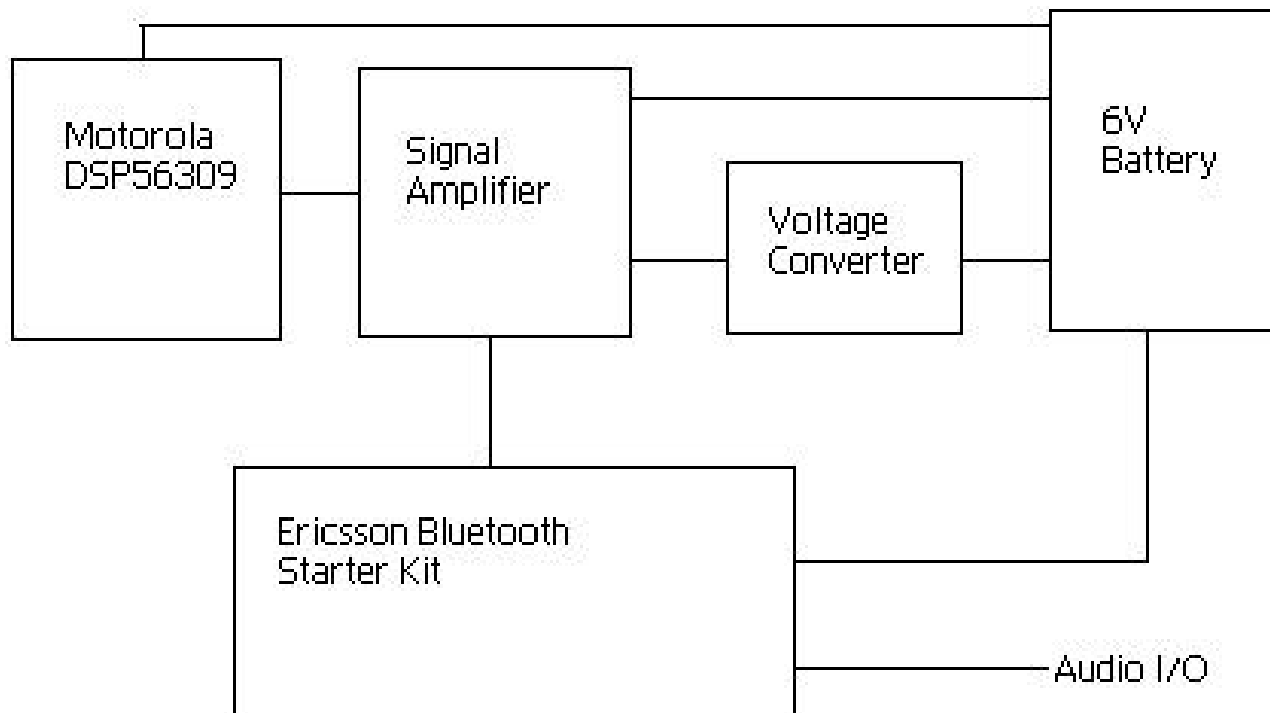 Motorola
DSP56309
Signal
Amplifier
Voltage
Converter
6V
Battery
Ericsson Bluetooth
Starter Kit
Audio I/O